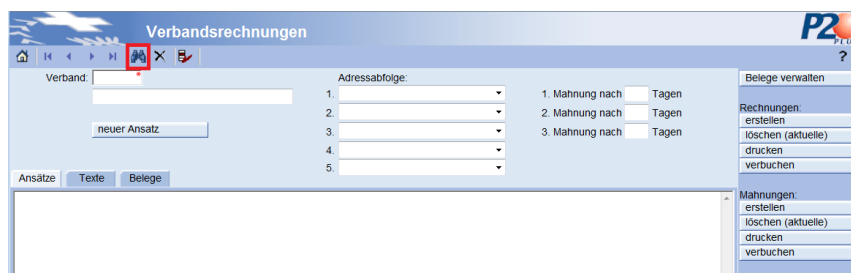 Verbandsrechnungen
P2
PLUS
?
Verband: *
neuer Ansatz
Adressabfolge:
1.
2.
3.
4.
5.
1. Mahnung nach Tagen
2. Mahnung nach Tagen
3. Mahnung nach Tagen
Belege verwalten
Rechnungen:
erstellen
löschen (aktuelle)
drucken
verbuchen
Mahnungen:
erstellen
löschen (aktuelle)
drucken
verbuchen
Ansätze Texte Belege